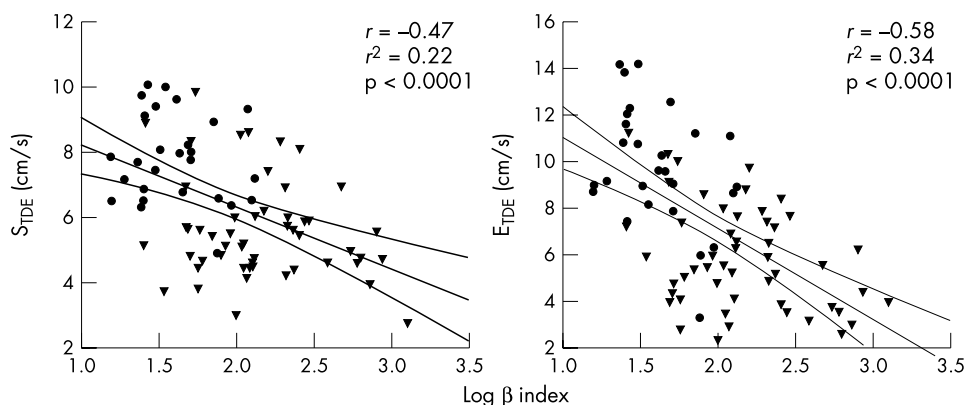 12
10
8
6
4
2
S_TDE (cm/s)
r = –0.47
r² = 0.22
p < 0.0001
1.0 1.5 2.0 2.5 3.0 3.5
16
14
12
10
8
6
4
2
E_TDE (cm/s)
r = –0.58
r² = 0.34
p < 0.0001
1.0 1.5 2.0 2.5 3.0 3.5
Log β index